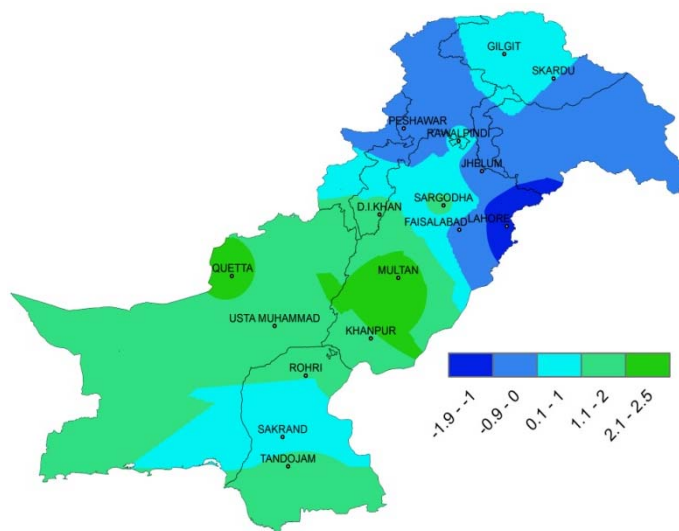 GILGIT
SKARDU
PESHAWAR
RAWALPINDI
JHELUM
D.I.KHAN
SARGODHA
FAISALABAD
LAHORE
QUETTA
MULTAN
USTA MUHAMMAD
KHANPUR
ROHRI
SAKRAND
TANDOJAM
-1.9 - -1
-0.9 - 0
0.1 - 1
1.1 - 2
2.1 - 2.5